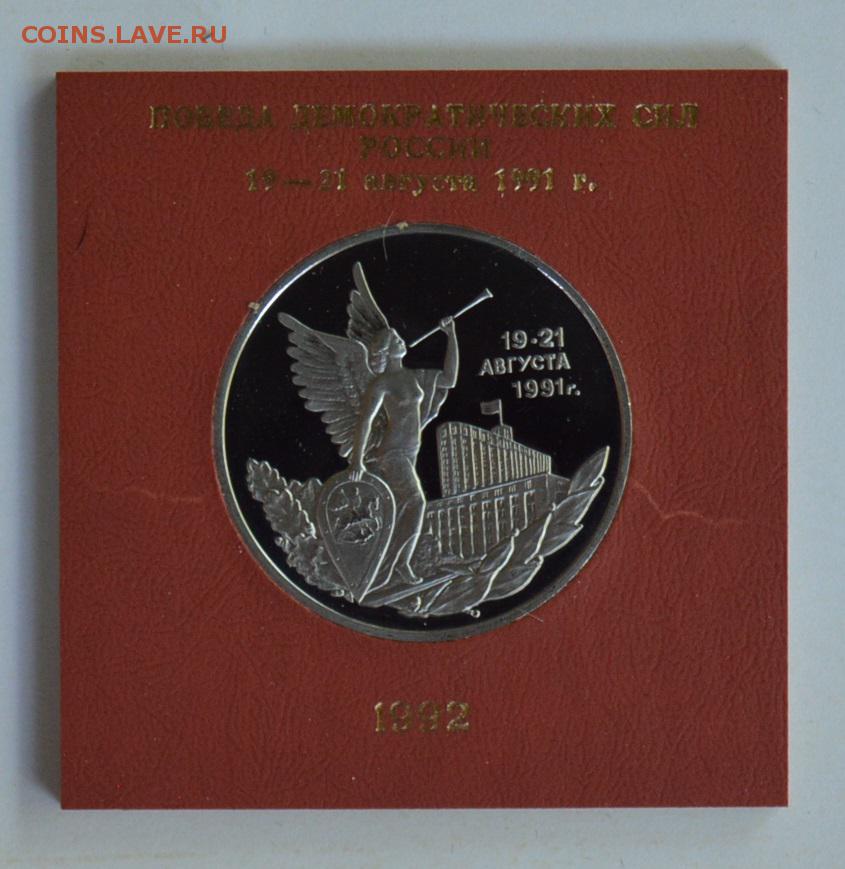 COINS.LAVE.RU
ПОБЕДА ДЕМОКРАТИЧЕСКИХ СИЛ
РОССИИ
19—21 августа 1991 г.
19·21
АВГУСТА
1991г.
1992